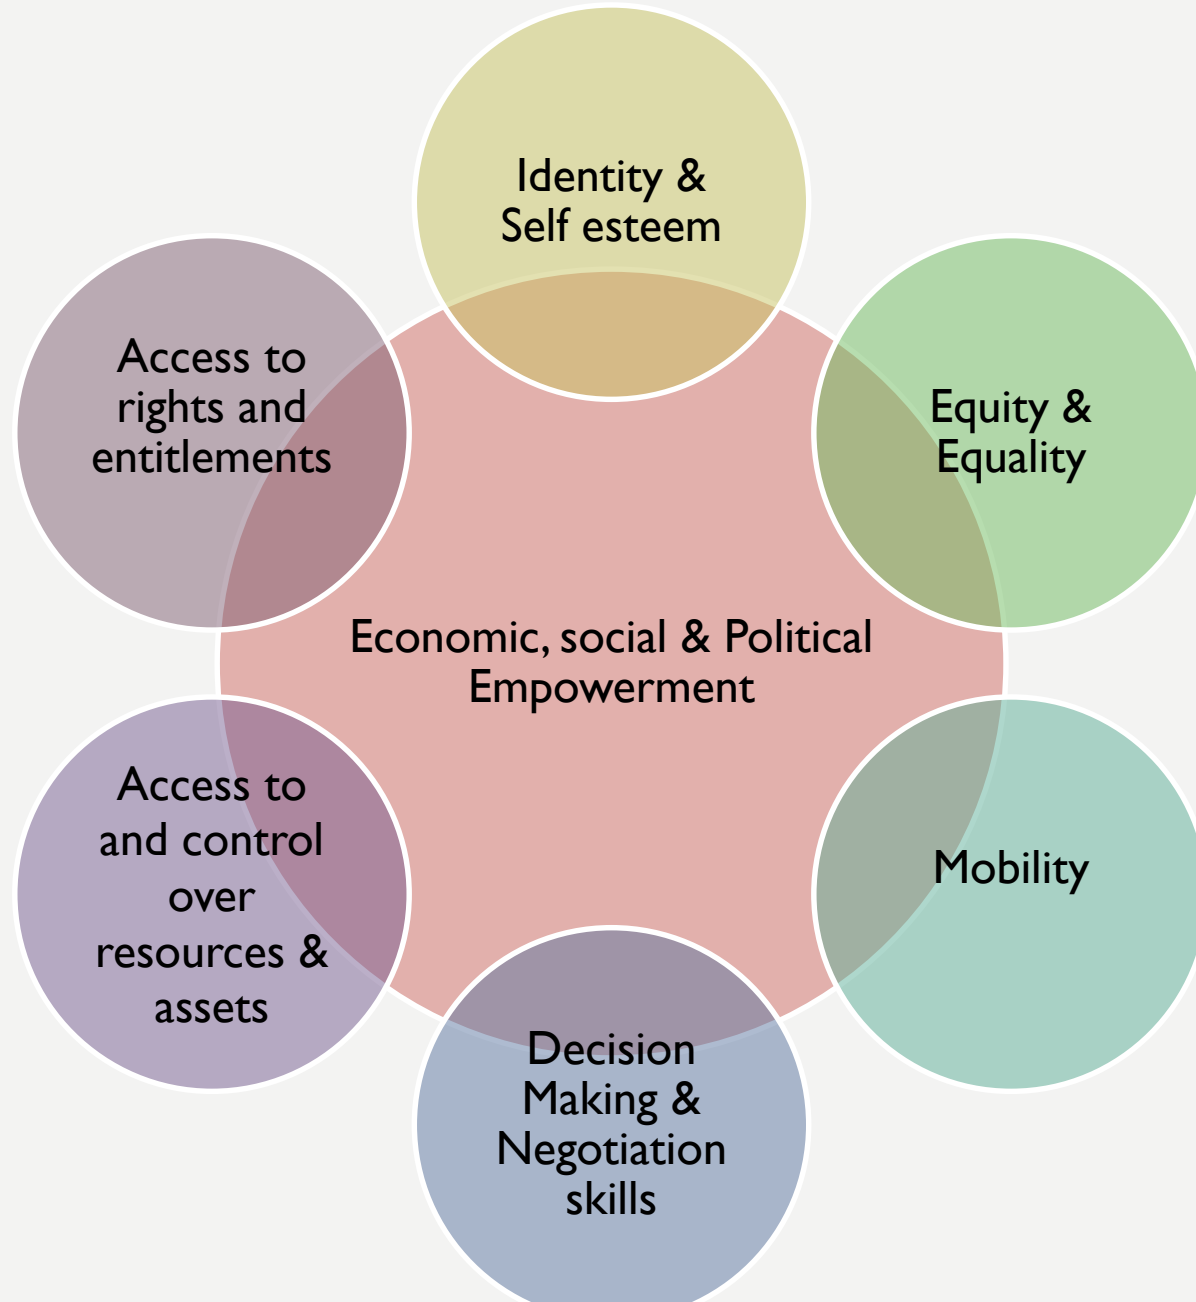 Identity &
Self esteem
Equity &
Equality
Mobility
Decision
Making &
Negotiation
skills
Access to
and control
over
resources &
assets
Access to
rights and
entitlements
Economic, social & Political
Empowerment